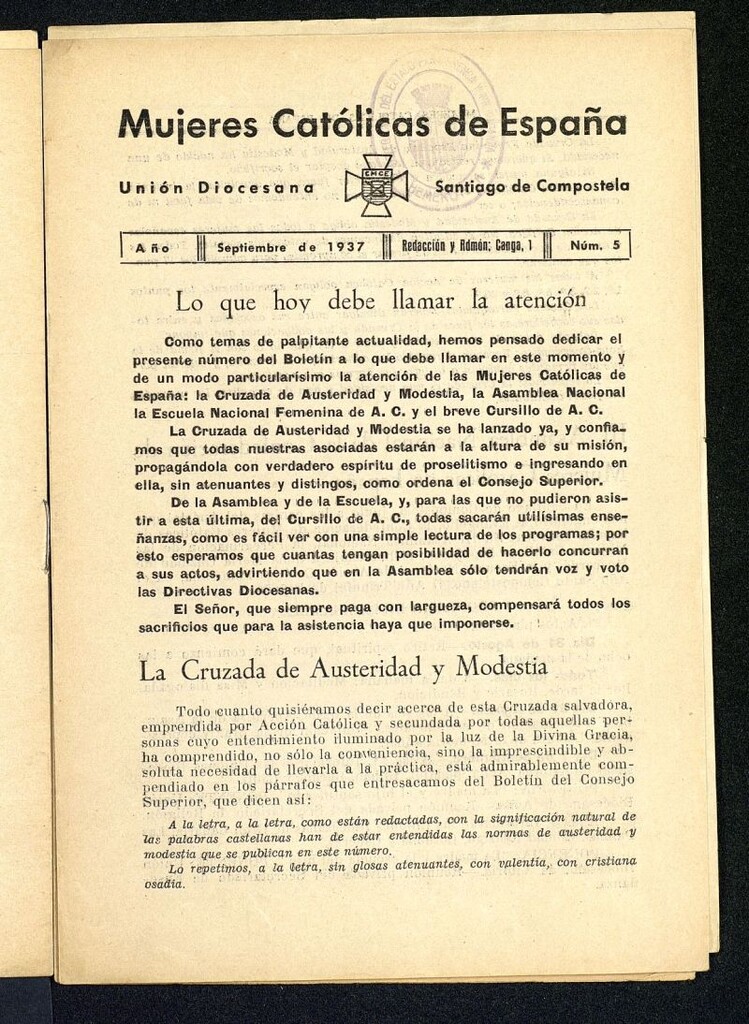 Mujeres Católicas de España
Unión Diocesana
CMCE
Santiago de Compostela
Año
Septiembre de 1937
Redacción y Admón: Canga, 1
Núm. 5
Lo que hoy debe llamar la atención
Como temas de palpitante actualidad, hemos pensado dedicar el
presente número del Boletín a lo que debe llamar en este momento y
de un modo particularísimo la atención de las Mujeres Católicas de
España: la Cruzada de Austeridad y Modestia, la Asamblea Nacional
la Escuela Nacional Femenina de A. C. y el breve Cursillo de A. C.
La Cruzada de Austeridad y Modestia se ha lanzado ya, y confia-
mos que todas nuestras asociadas estarán a la altura de su misión,
propagándola con verdadero espíritu de proselitismo e ingresando en
ella, sin atenuantes y distingos, como ordena el Consejo Superior.
De la Asamblea y de la Escuela, y, para las que no pudieron asis-
tir a esta última, del Cursillo de A. C., todas sacarán utilísimas ense-
ñanzas, como es fácil ver con una simple lectura de los programas; por
esto esperamos que cuantas tengan posibilidad de hacerlo concurran
a sus actos, advirtiendo que en la Asamblea sólo tendrán voz y voto
las Directivas Diocesanas.
El Señor, que siempre paga con largueza, compensará todos los
sacrificios que para la asistencia haya que imponerse.
La Cruzada de Austeridad y Modestia
Todo cuanto quisiéramos decir acerca de esta Cruzada salvadora,
emprendida por Acción Católica y secundada por todas aquellas per-
sonas cuyo entendimiento iluminado por la luz de la Divina Gracia,
ha comprendido, no sólo la conveniencia, sino la imprescindible y ab-
soluta necesidad de llevarla a la práctica, está admirablemente com-
pendiado en los párrafos que entresacamos del Boletín del Consejo
Superior, que dicen así:
A la letra, a la letra, como están redactadas, con la significación natural de
las palabras castellanas han de estar entendidas las normas de austeridad y
modestia que se publican en este número.
Lo repetimos, a la letra, sin glosas atenuantes, con valentía, con cristiana
osadía.